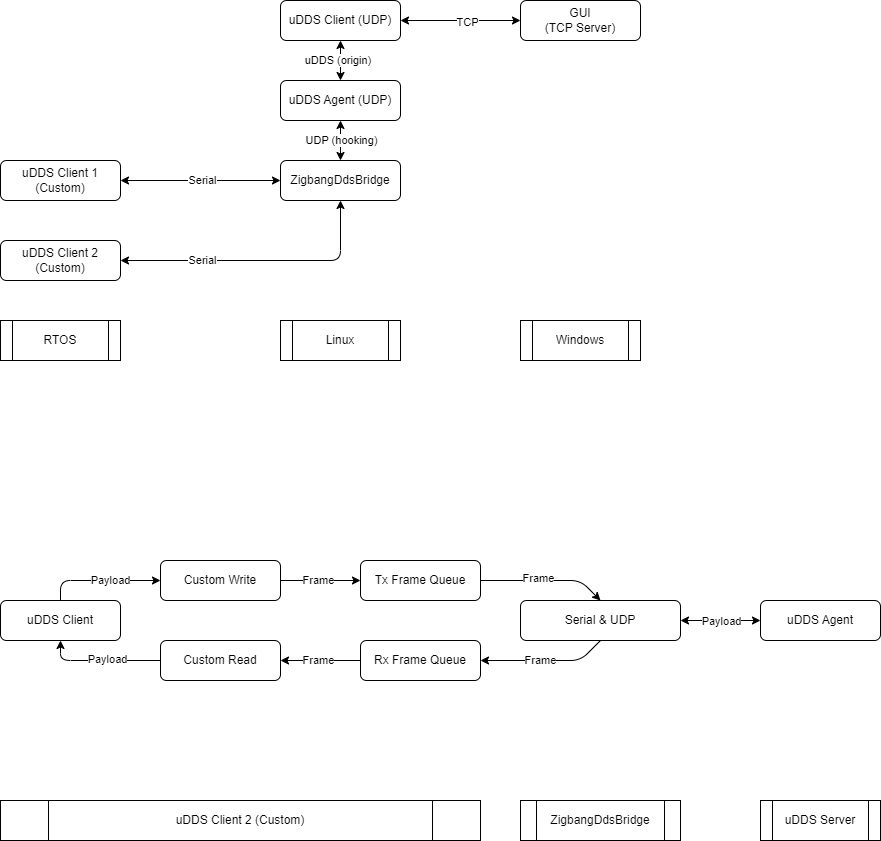 uDDS Client (UDP)
TCP
GUI
(TCP Server)
uDDS (origin)
uDDS Agent (UDP)
UDP (hooking)
uDDS Client 1
(Custom)
Serial
ZigbangDdsBridge
uDDS Client 2
(Custom)
Serial
RTOS
Linux
Windows
Payload
Custom Write
Frame
Tx Frame Queue
Frame
uDDS Client
Serial & UDP
Payload
uDDS Agent
Payload
Custom Read
Frame
Rx Frame Queue
Frame
uDDS Client 2 (Custom)
ZigbangDdsBridge
uDDS Server